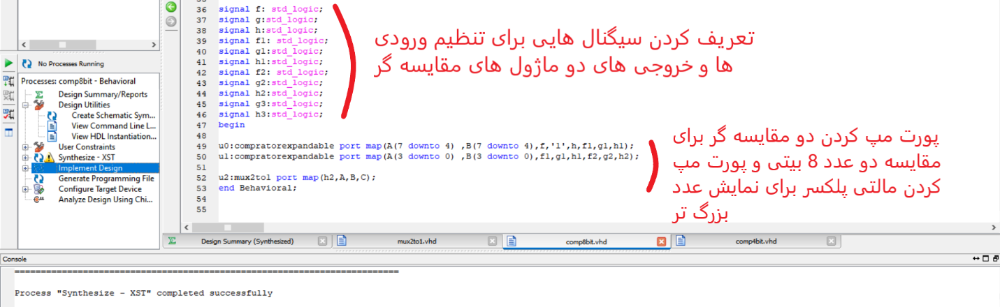 36 signal f: std_logic;
37 signal g:std_logic;
38 signal h:std_logic;
39 signal f1: std_logic;
40 signal g1:std_logic;
41 signal h1:std_logic;
42 signal f2: std_logic;
43 signal g2:std_logic;
44 signal h2:std_logic;
45 signal g3:std_logic;
46 signal h3:std_logic;
47 begin
48
49 u0:compratorexpandable port map(A(7 downto 4) ,B(7 downto 4),f,'1',h,f1,g1,h1);
50 u1:compratorexpandable port map(A(3 downto 0) ,B(3 downto 0),f1,g1,h1,f2,g2,h2);
51
52 u2:mux2to1 port map(h2,A,B,C);
53 end Behavioral;
54
55
تعریف کردن سیگنال هایی برای تنظیم ورودی
ها و خروجی های دو ماژول های مقایسه گر
پورت مپ کردن دو مقایسه گر برای
مقایسه دو عدد 8 بیتی و پورت مپ
کردن مالتی پلکسر برای نمایش عدد
بزرگ تر
No Processes Running
Processes: comp8bit - Behavioral
Design Summary/Reports
Design Utilities
Create Schematic Sym...
View Command Line L...
View HDL Instantiation...
User Constraints
Synthesize - XST
Implement Design
Generate Programming File
Configure Target Device
Analyze Design Using Chi...
Design Summary (Synthesized)
mux2to1.vhd
comp8bit.vhd
comp4bit.vhd
Console
Process "Synthesize - XST" completed successfully